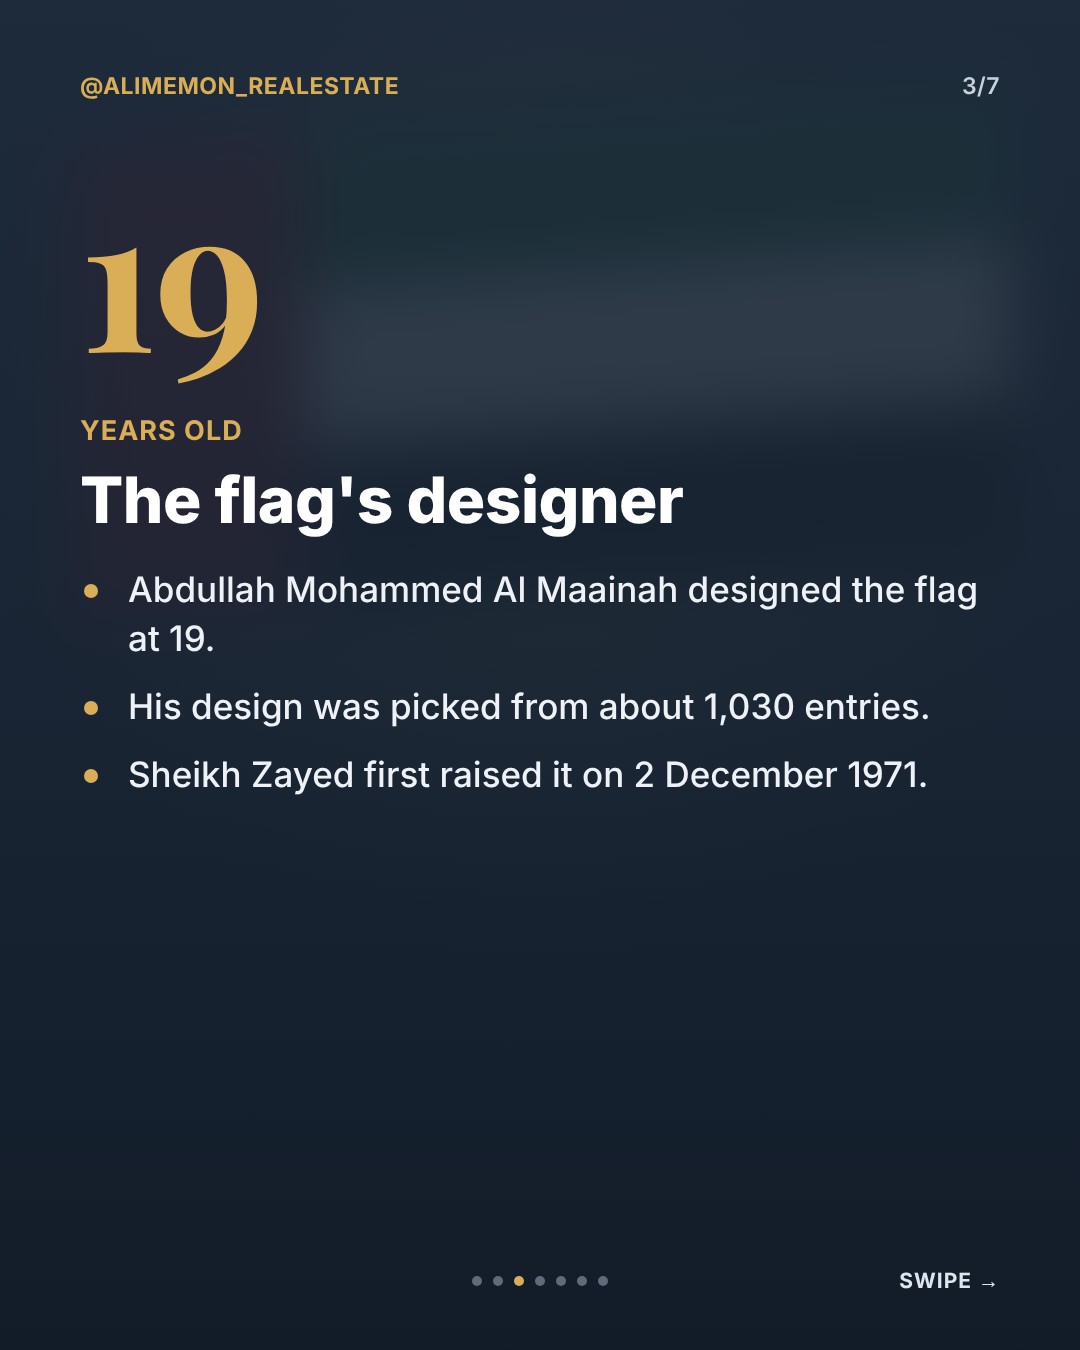 @ALIMEMON_REALESTATE
3/7
19
YEARS OLD
The flag's designer
• Abdullah Mohammed Al Maainah designed the flag
at 19.
• His design was picked from about 1,030 entries.
• Sheikh Zayed first raised it on 2 December 1971.
SWIPE →